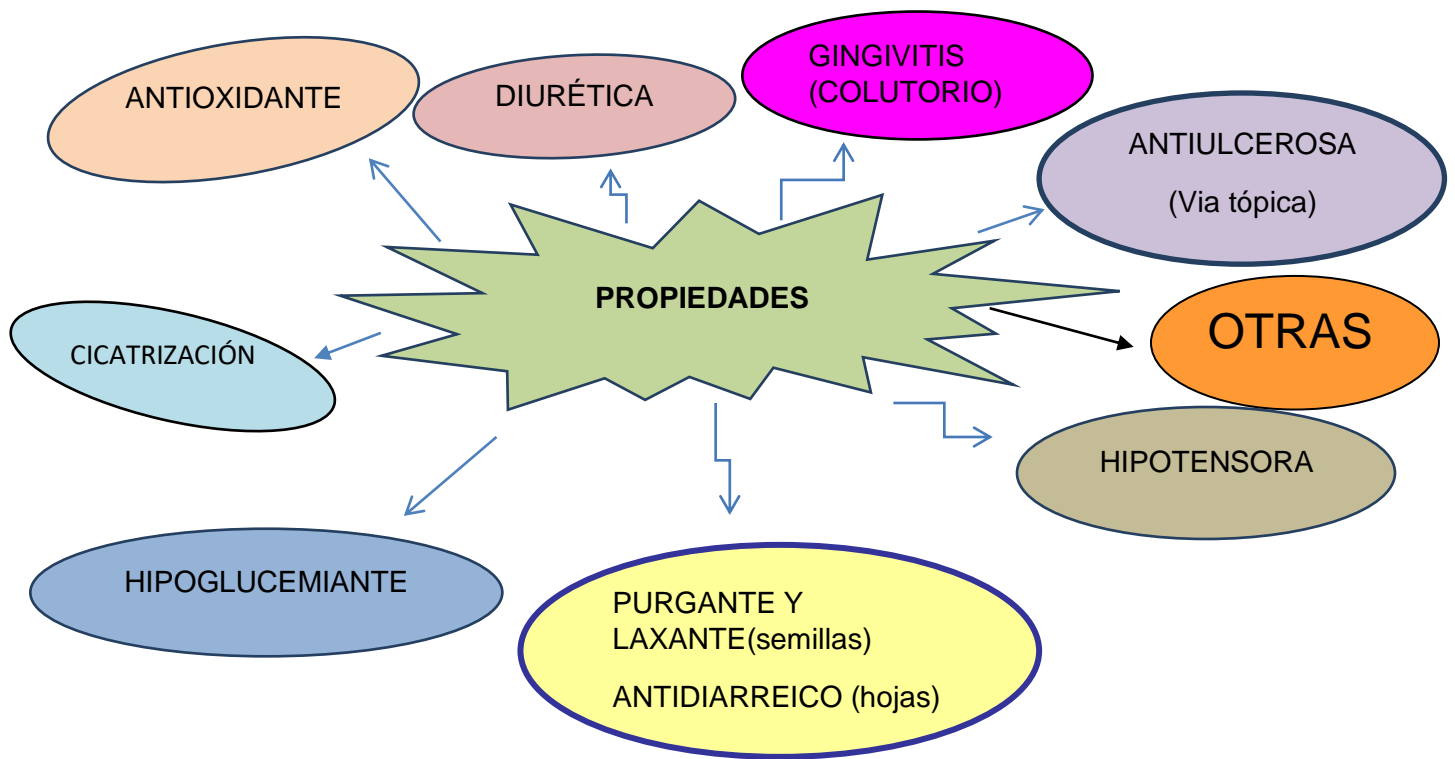 ANTIOXIDANTE
DIURÉTICA
GINGIVITIS
(COLUTORIO)
ANTIULCEROSA
(Via tópica)
PROPIEDADES
OTRAS
CICATRIZACIÓN
HIPOTENSORA
HIPOGLUCEMIANTE
PURGANTE Y
LAXANTE(semillas)
ANTIDIARREICO (hojas)